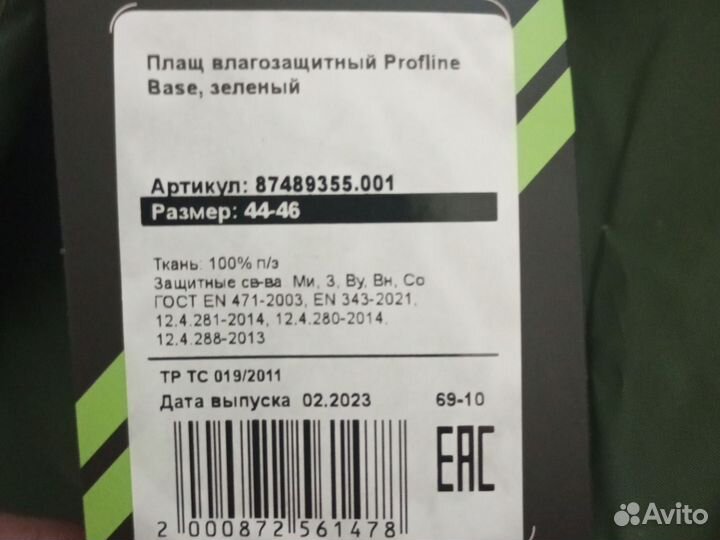 Плащ влагозащитный Profline
Base, зеленый
Артикул: 87489355.001
Размер: 44-46
Ткань: 100% п/э
Защитные св-ва Ми, З, Ву, Вн, Со
ГОСТ EN 471-2003, EN 343-2021,
12.4.281-2014, 12.4.280-2014,
12.4.288-2013
ТР ТС 019/2011
Дата выпуска 02.2023 69-10
EAC
2 000872 561478
Avito